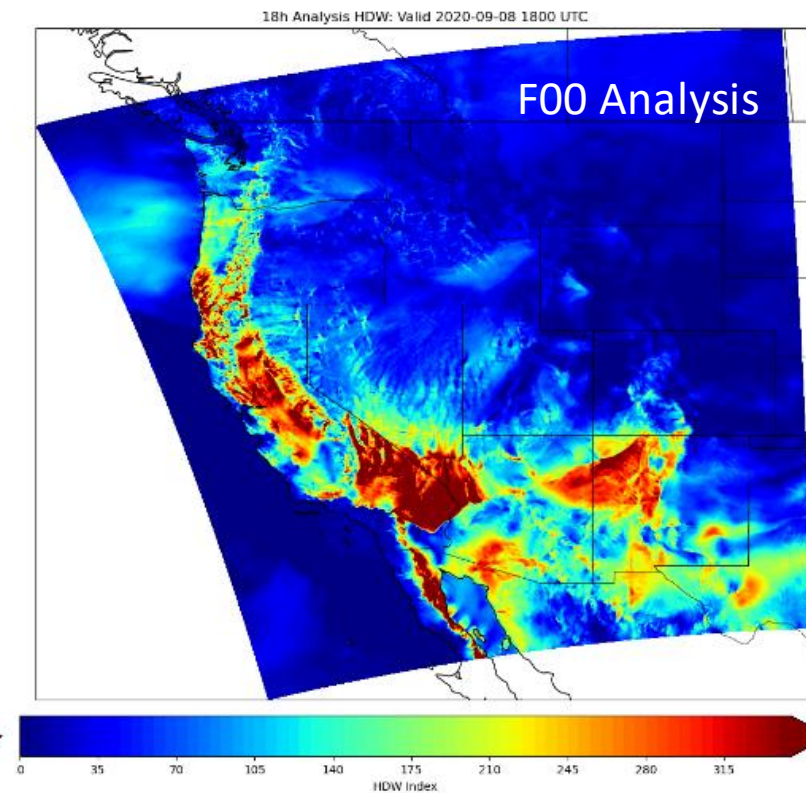 18h Analysis HDW: Valid 2020-09-08 1800 UTC
F00 Analysis
0 35 70 105 140 175 210 245 280 315
HDW Index